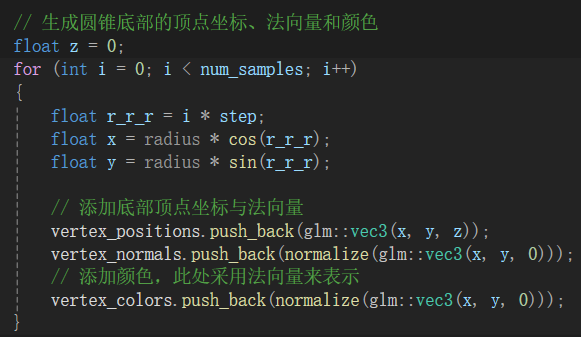 // 生成圆锥底部的顶点坐标、法向量和颜色
float z = 0;
for (int i = 0; i < num_samples; i++)
{
float r_r_r = i * step;
float x = radius * cos(r_r_r);
float y = radius * sin(r_r_r);
// 添加底部顶点坐标与法向量
vertex_positions.push_back(glm::vec3(x, y, z));
vertex_normals.push_back(normalize(glm::vec3(x, y, 0)));
// 添加颜色，此处采用法向量来表示
vertex_colors.push_back(normalize(glm::vec3(x, y, 0)));
}